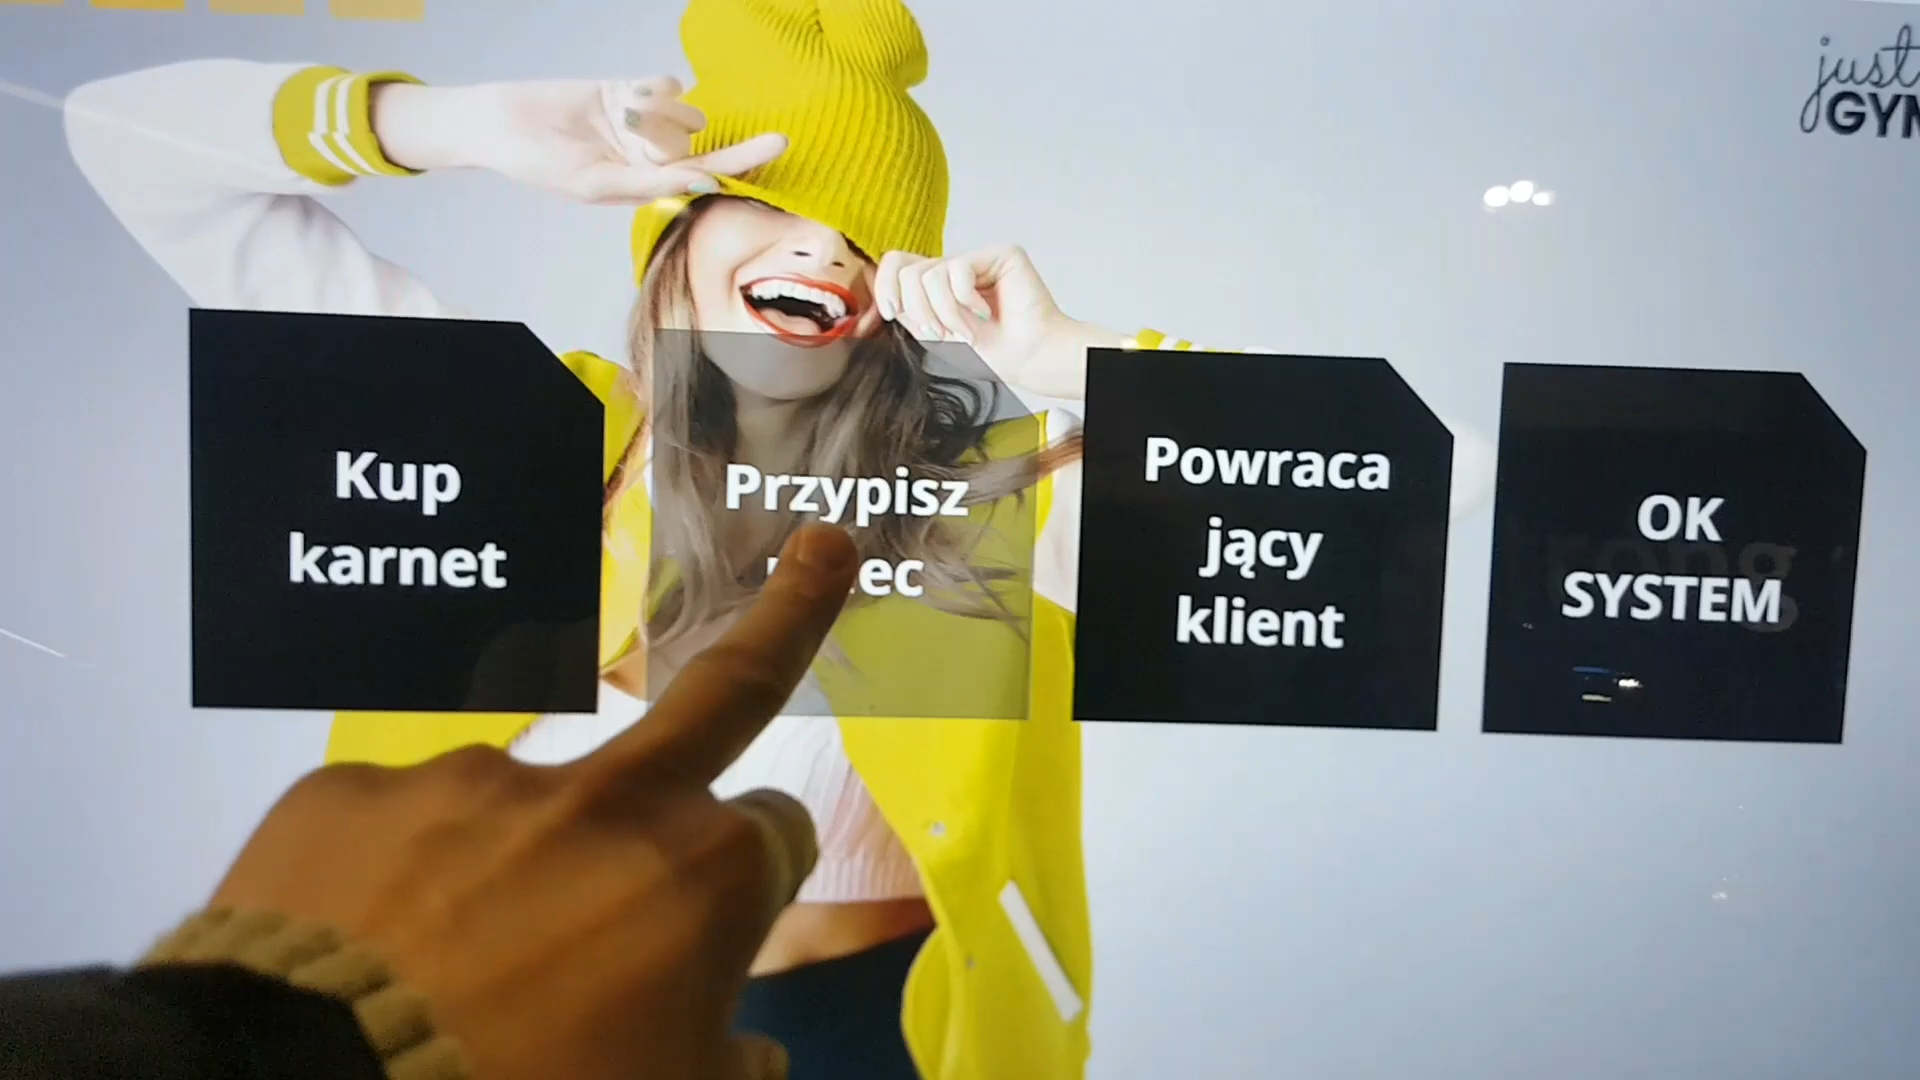 just
GYM
Kup
karnet
Przypisz
Powraca
jący
klient
OK
SYSTEM